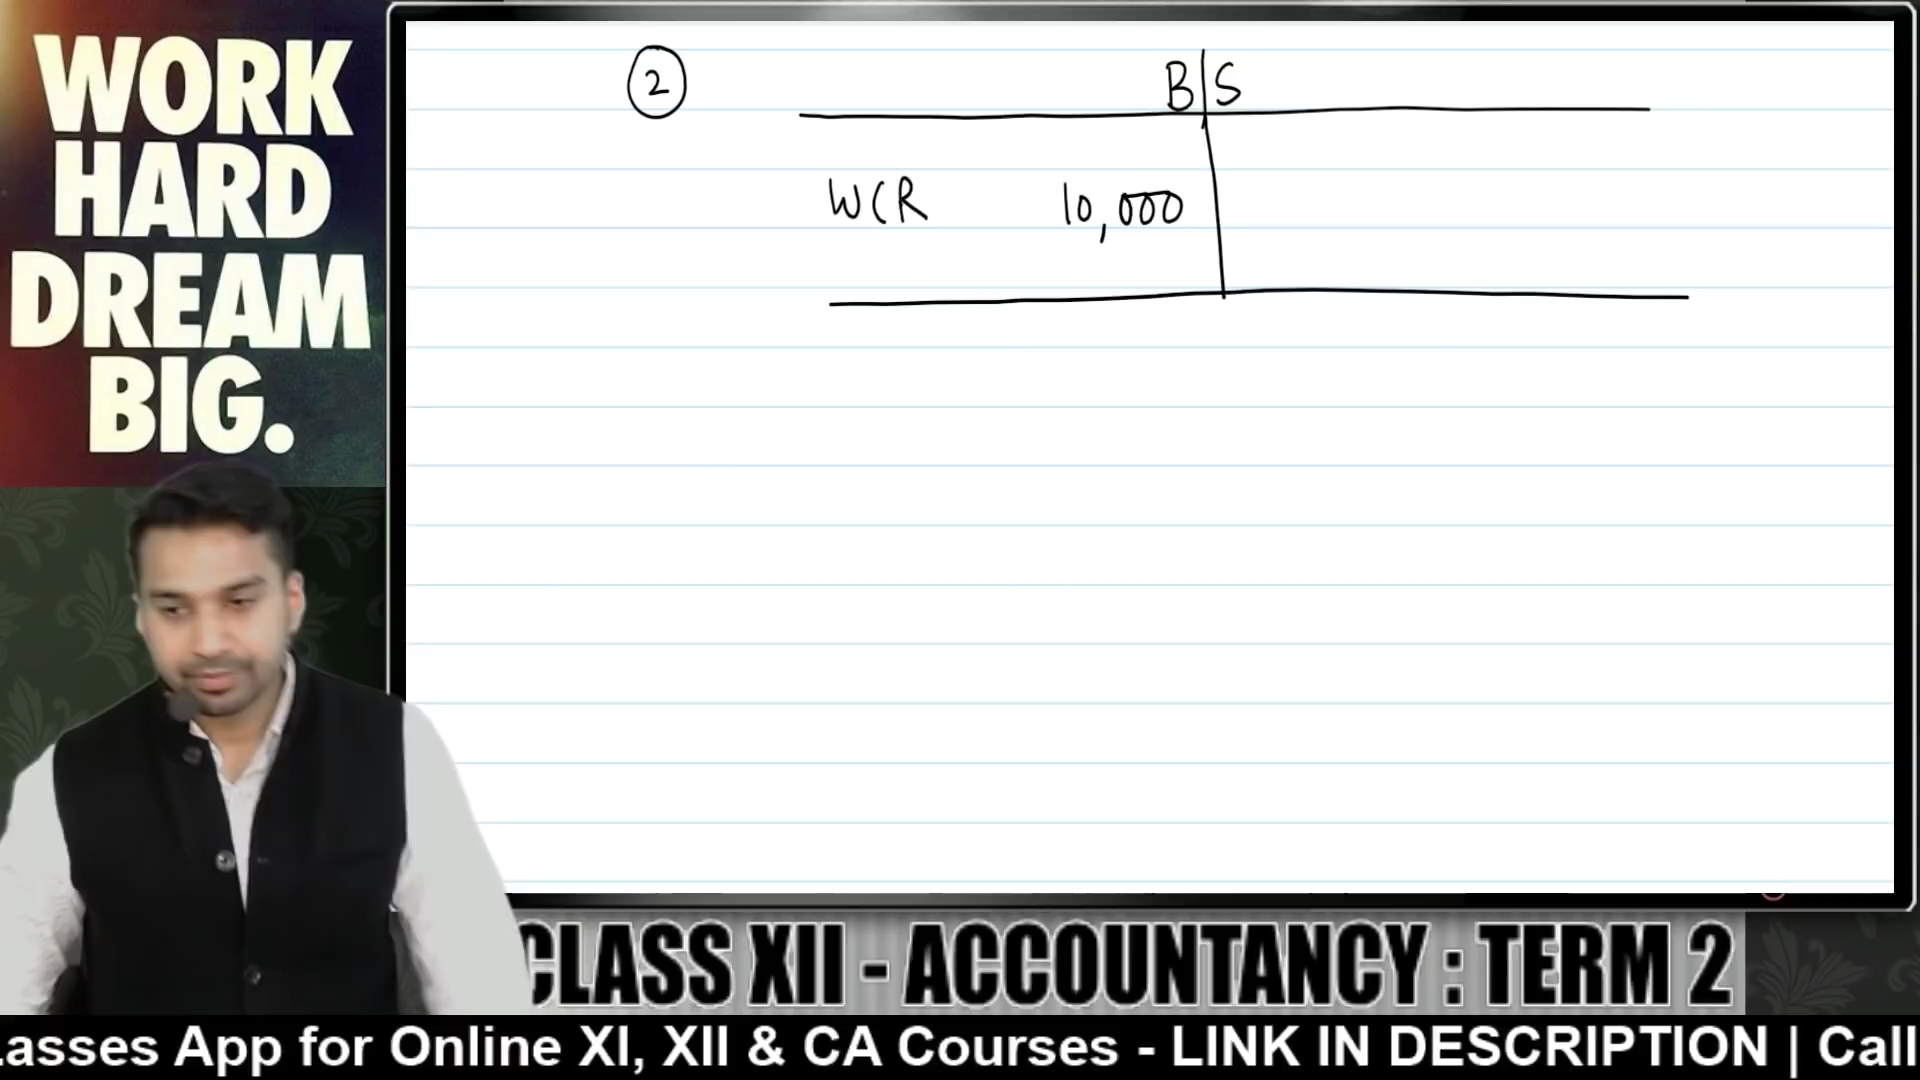 WORK
HARD
DREAM
BIG.
2
B/S
WCR 10,000
CLASS XII - ACCOUNTANCY : TERM 2
asses App for Online XI, XII & CA Courses - LINK IN DESCRIPTION | Call